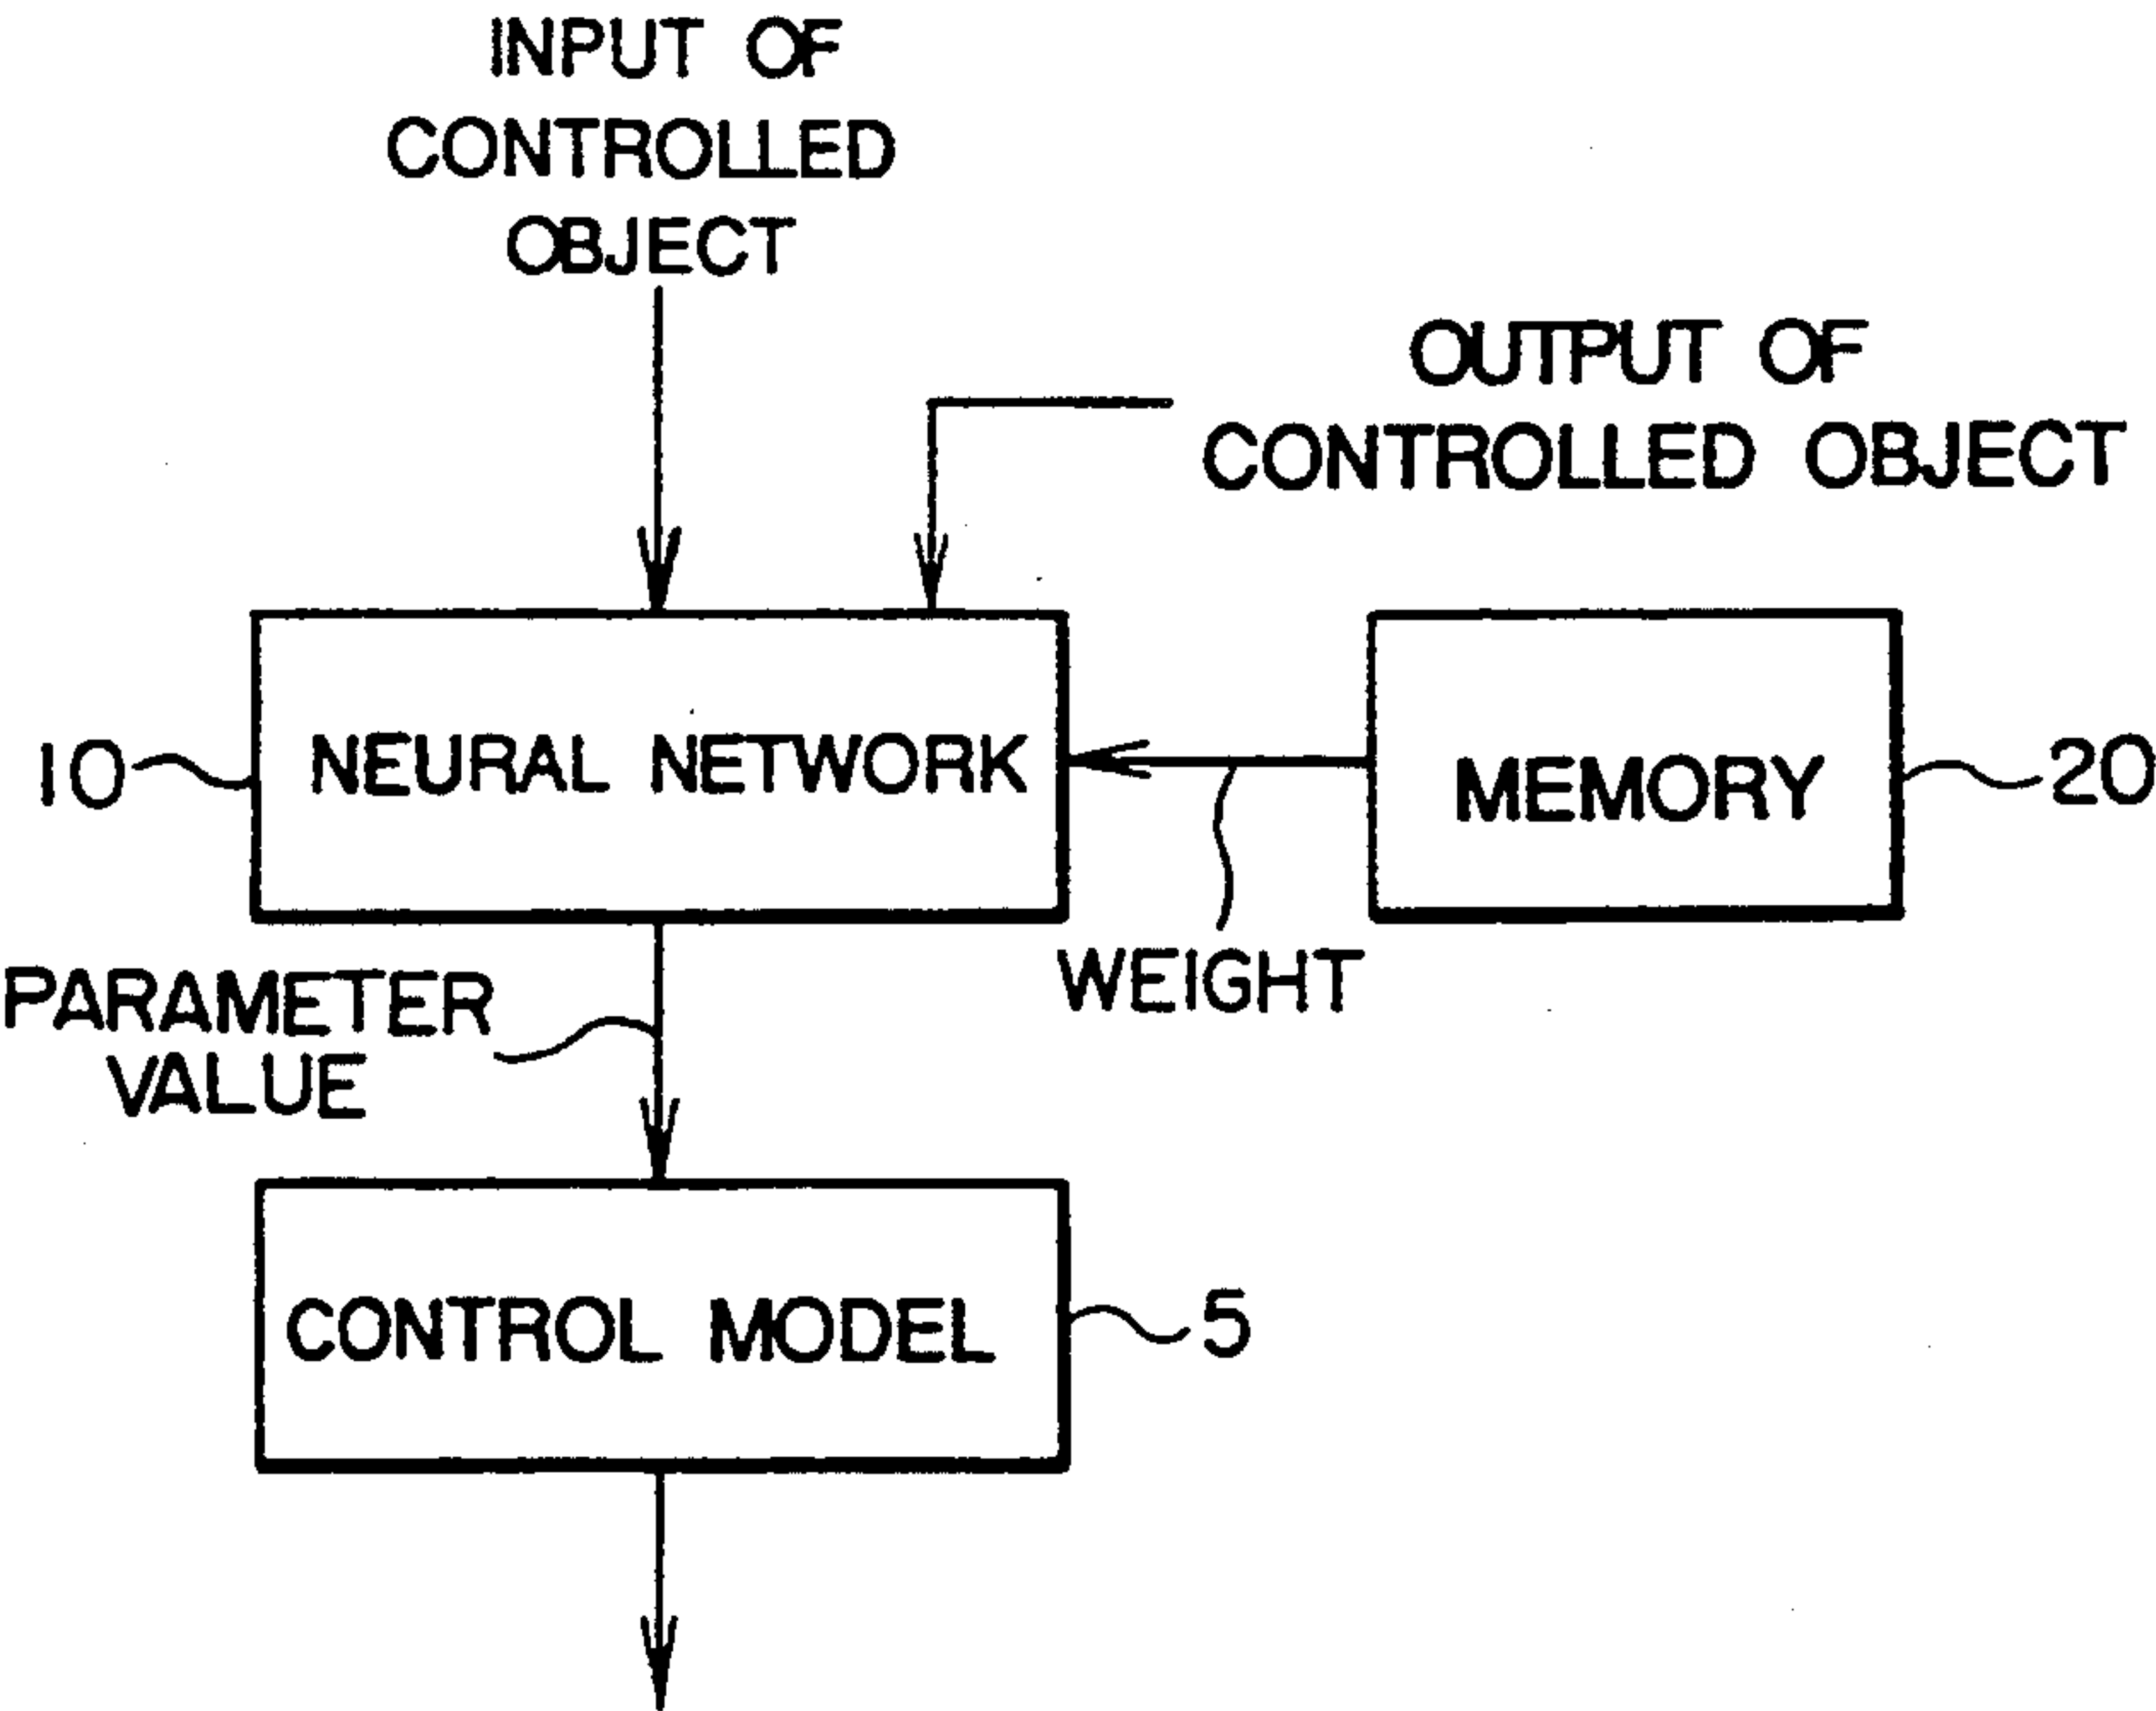 INPUT OF
CONTROLLED
OBJECT
OUTPUT OF
CONTROLLED OBJECT
10
NEURAL NETWORK
MEMORY
20
WEIGHT
PARAMETER
VALUE
CONTROL MODEL
5